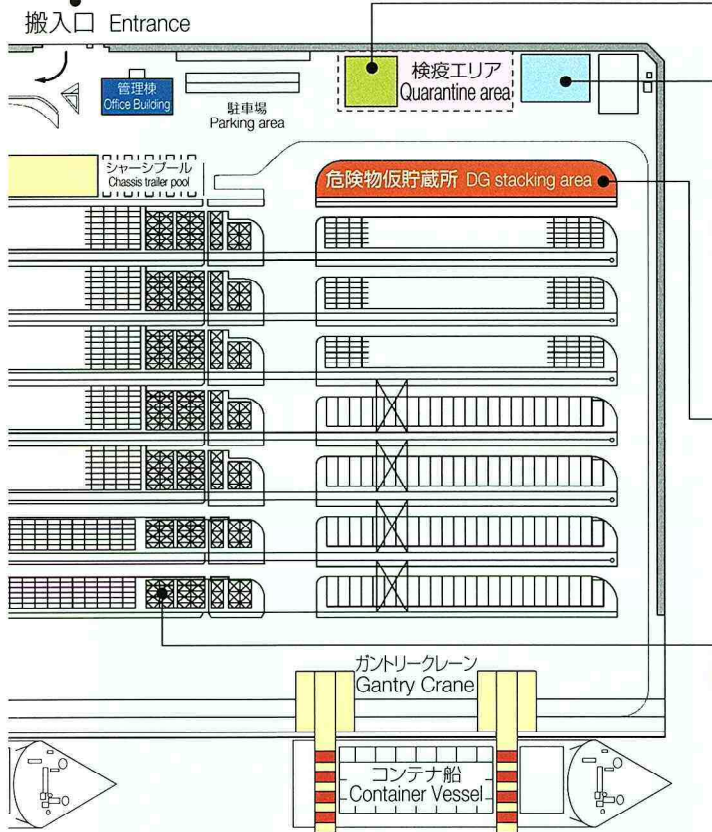 搬入口 Entrance
検疫エリア
Quarantine area
管理棟
Office Building
駐車場
Parking area
シャーシプール
Chassis trailer pool
危険物仮貯蔵所 DG stacking area
ガントリークレーン
Gantry Crane
コンテナ船
Container Vessel